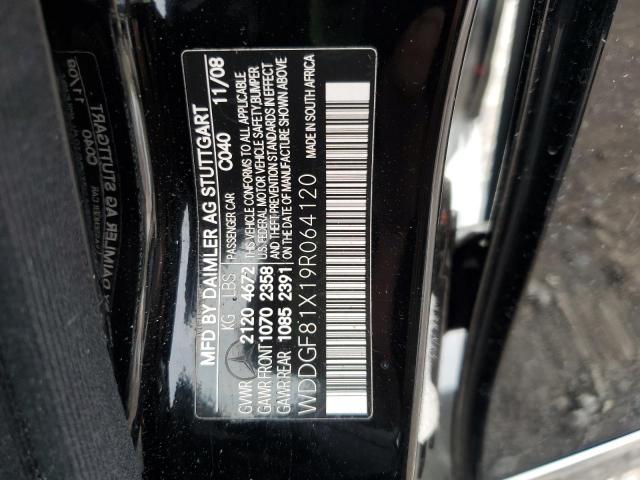 MFD BY DAIMLER AG STUTTGART
KG LBS PASSENGER CAR C040 11/08
GVWR 2120 4672 THIS VEHICLE CONFORMS TO ALL APPLICABLE
GAWR FRONT 1070 2358 U.S. FEDERAL MOTOR VEHICLE SAFETY, BUMPER
AND THEFT PREVENTION STANDARDS IN EFFECT
GAWR REAR 1085 2391 ON THE DATE OF MANUFACTURE SHOWN ABOVE
MADE IN SOUTH AFRICA
WDDGF81X19R064120